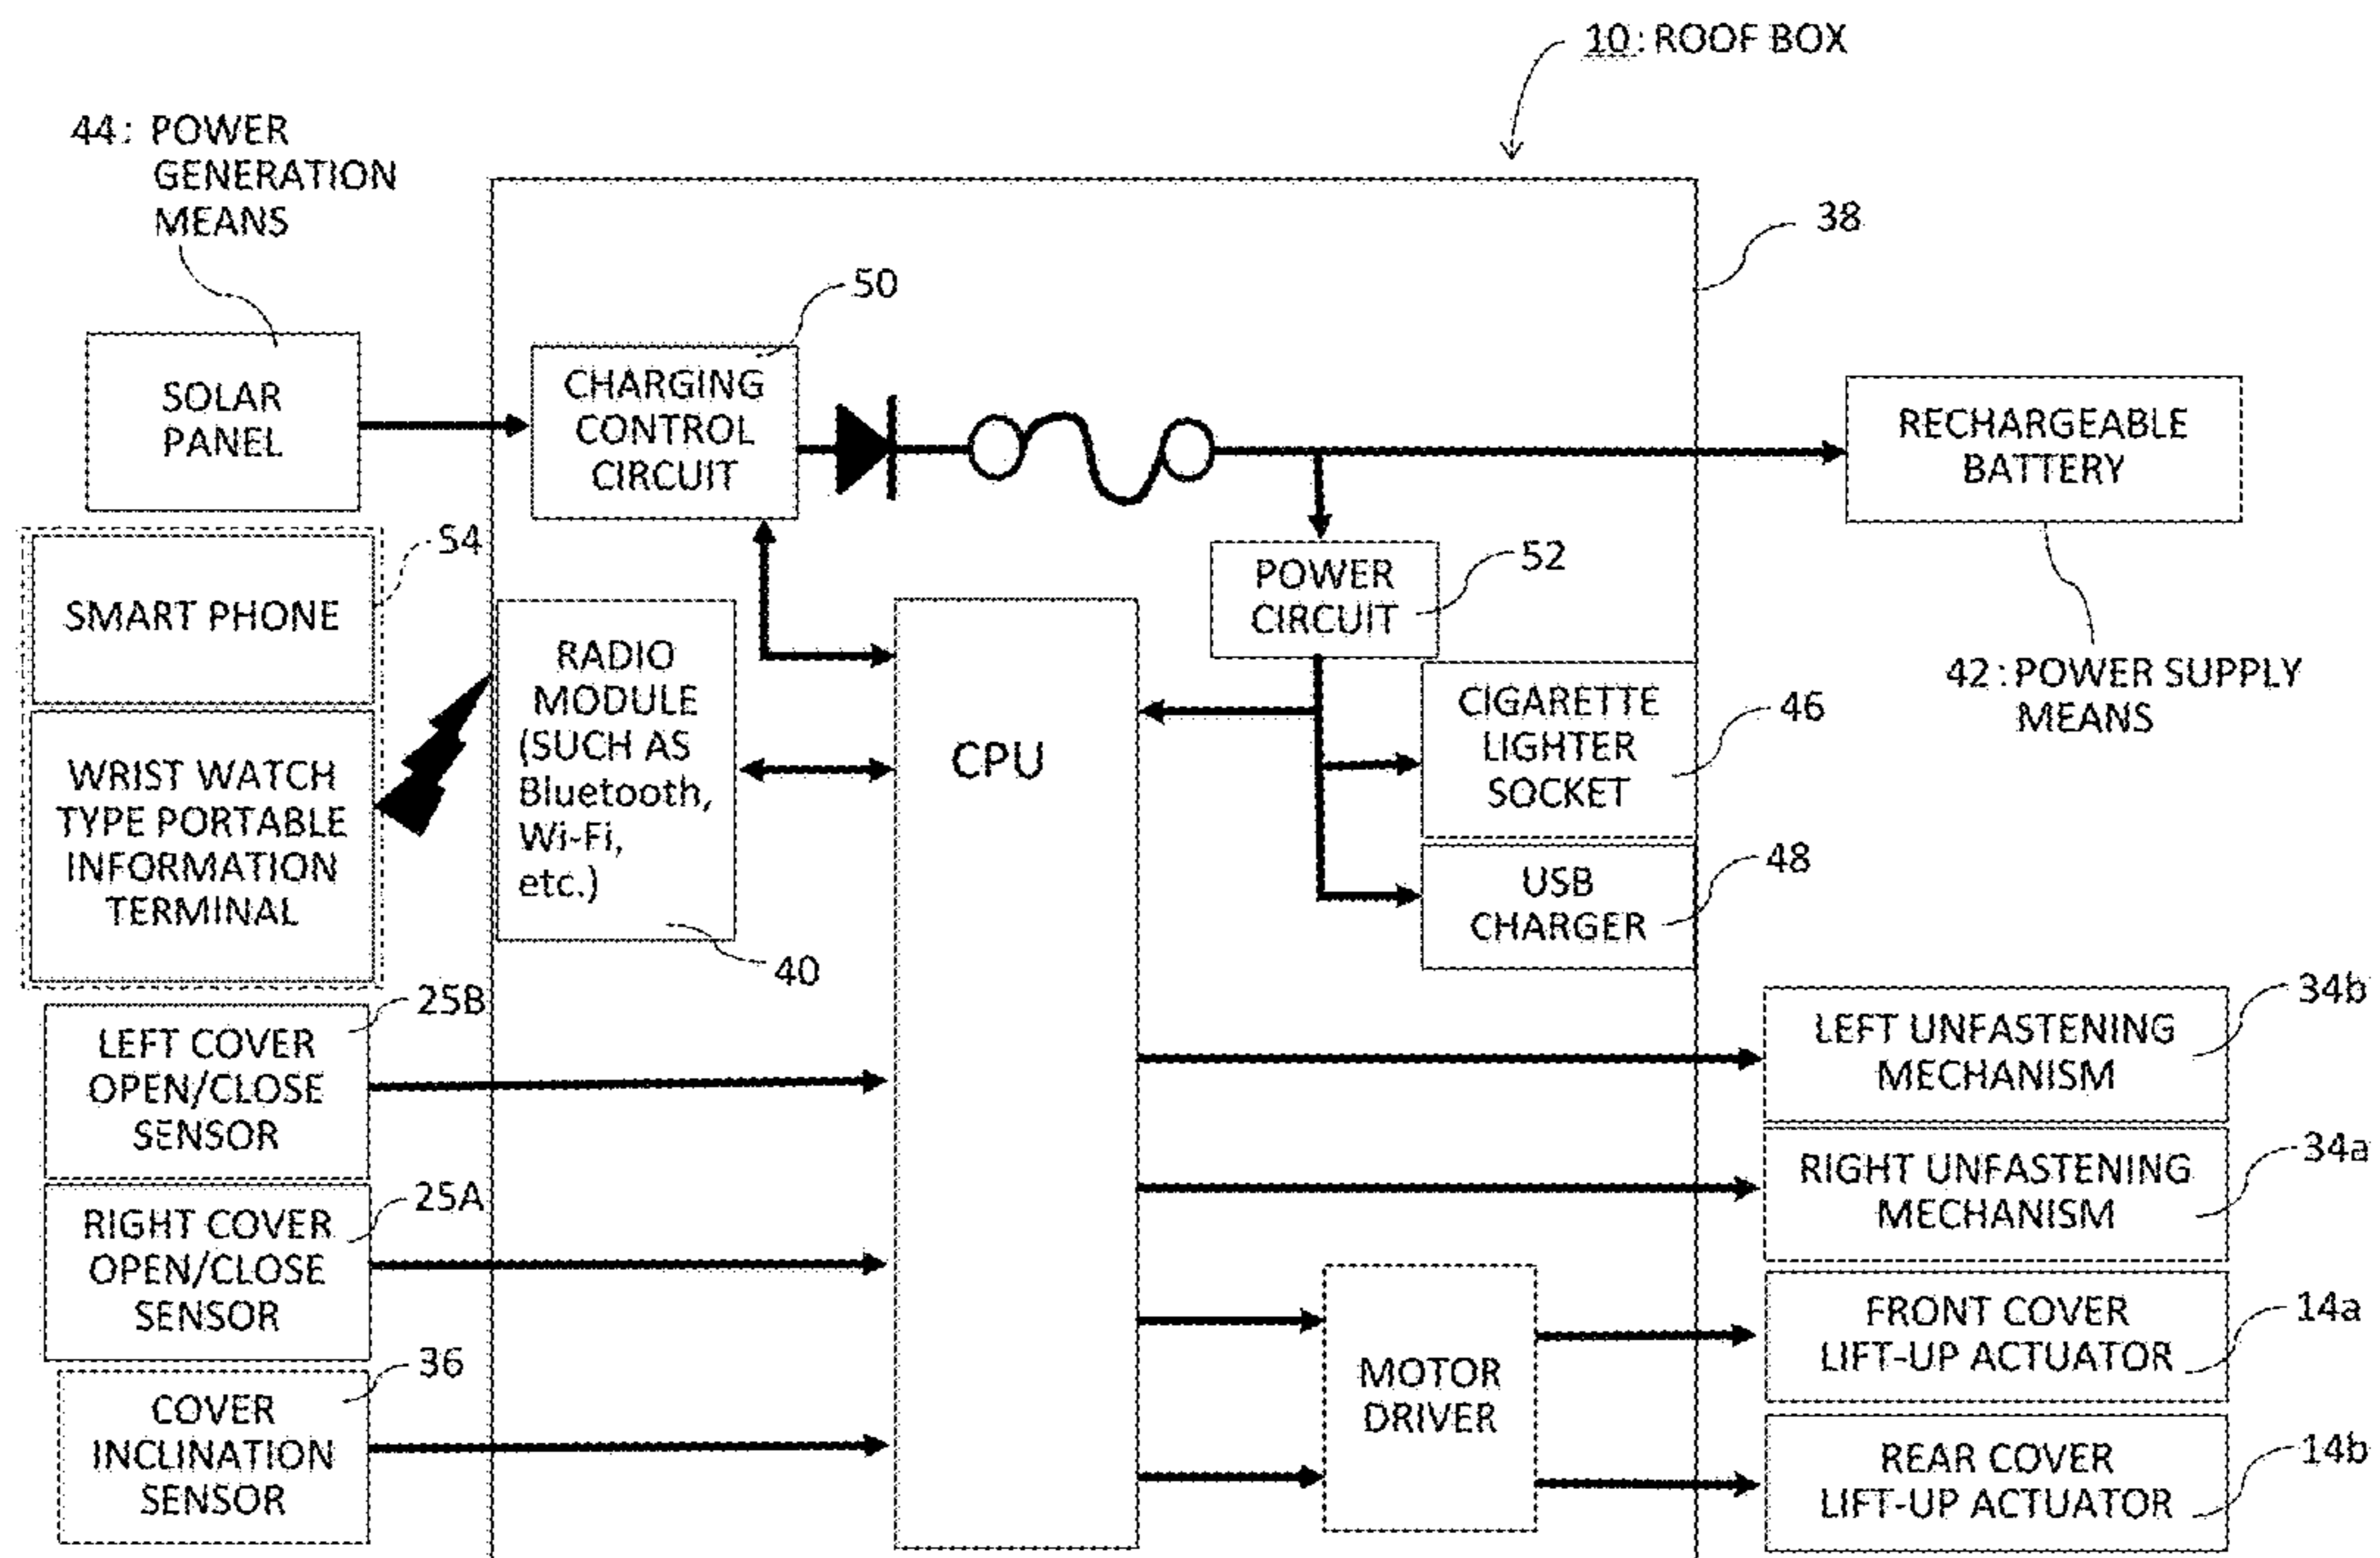 10: ROOF BOX
44: POWER
GENERATION
MEANS
38
50
SOLAR
PANEL
CHARGING
CONTROL
CIRCUIT
RECHARGEABLE
BATTERY
54
SMART PHONE
POWER
CIRCUIT
52
42: POWER SUPPLY
MEANS
RADIO
MODULE
(SUCH AS
Bluetooth,
Wi-Fi,
etc.)
40
CPU
CIGARETTE
LIGHTER
SOCKET
46
WRIST WATCH
TYPE PORTABLE
INFORMATION
TERMINAL
USB
CHARGER
48
25B
LEFT COVER
OPEN/CLOSE
SENSOR
LEFT UNFASTENING
MECHANISM
34b
25A
RIGHT COVER
OPEN/CLOSE
SENSOR
RIGHT UNFASTENING
MECHANISM
34a
36
COVER
INCLINATION
SENSOR
MOTOR
DRIVER
FRONT COVER
LIFT-UP ACTUATOR
14a
REAR COVER
LIFT-UP ACTUATOR
14b